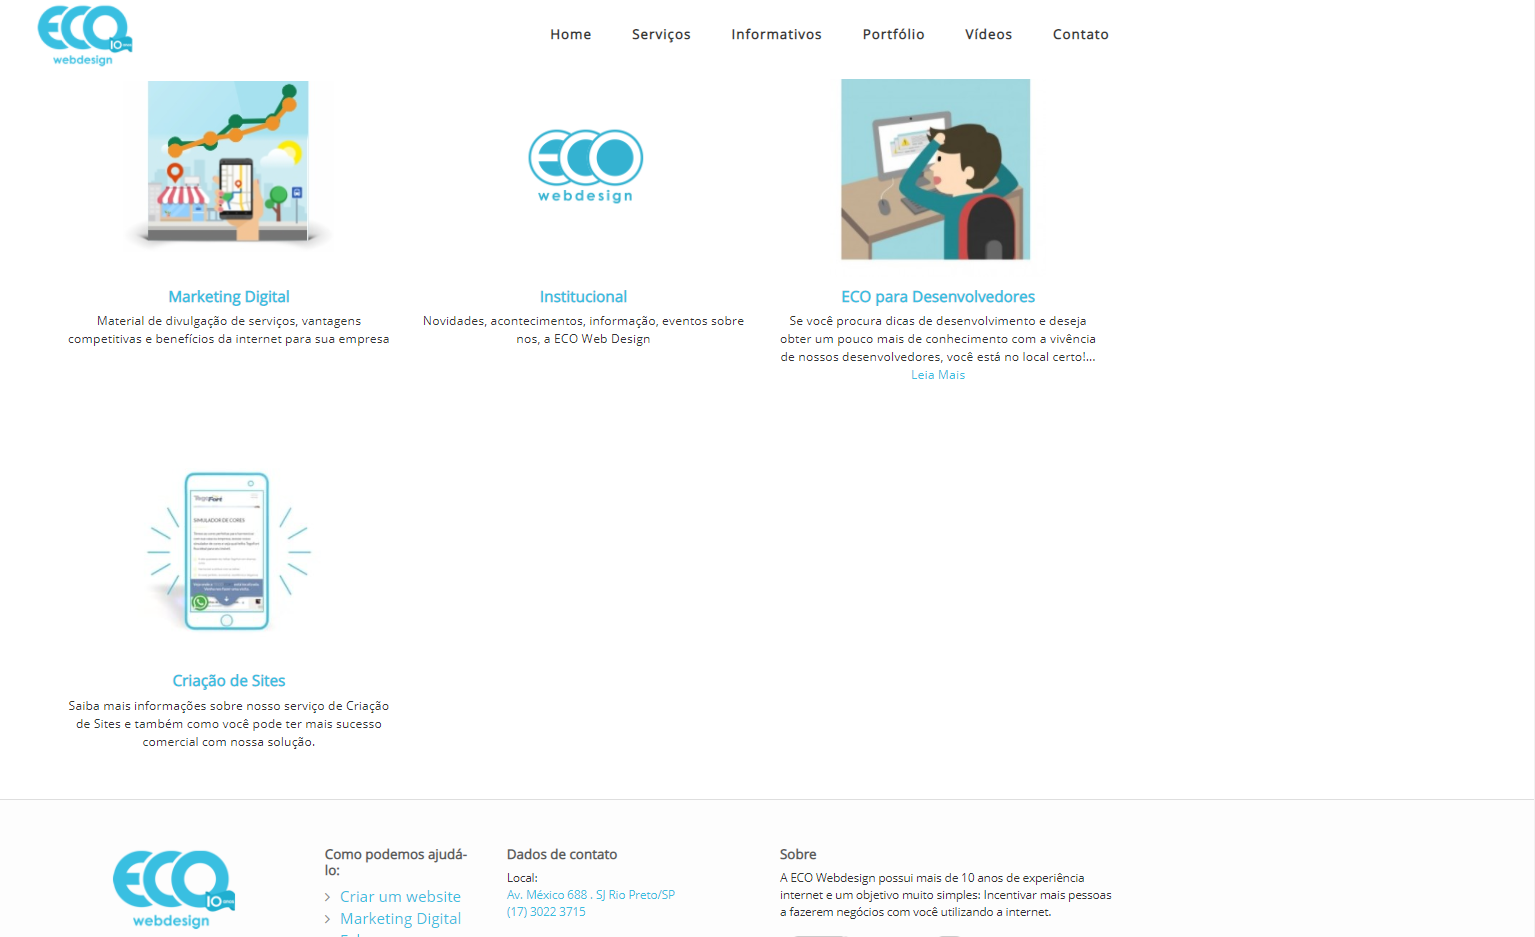 ECO
10 anos
webdesign
Home
Serviços
Informativos
Portfólio
Vídeos
Contato
ECO
webdesign
Marketing Digital
Material de divulgação de serviços, vantagens
competitivas e benefícios da internet para sua empresa
Institucional
Novidades, acontecimentos, informação, eventos sobre
nos, a ECO Web Design
ECO para Desenvolvedores
Se você procura dicas de desenvolvimento e deseja
obter um pouco mais de conhecimento com a vivência
de nossos desenvolvedores, você está no local certo!...
Leia Mais
SIMULADOR DE CORES
Criação de Sites
Saiba mais informações sobre nosso serviço de Criação
de Sites e também como você pode ter mais sucesso
comercial com nossa solução.
ECO
10 anos
webdesign
Como podemos ajudá-
lo:
Criar um website
Marketing Digital
Dados de contato
Local:
Av. México 688 . SJ Rio Preto/SP
(17) 3022 3715
Sobre
A ECO Webdesign possui mais de 10 anos de experiência
internet e um objetivo muito simples: Incentivar mais pessoas
a fazerem negócios com você utilizando a internet.